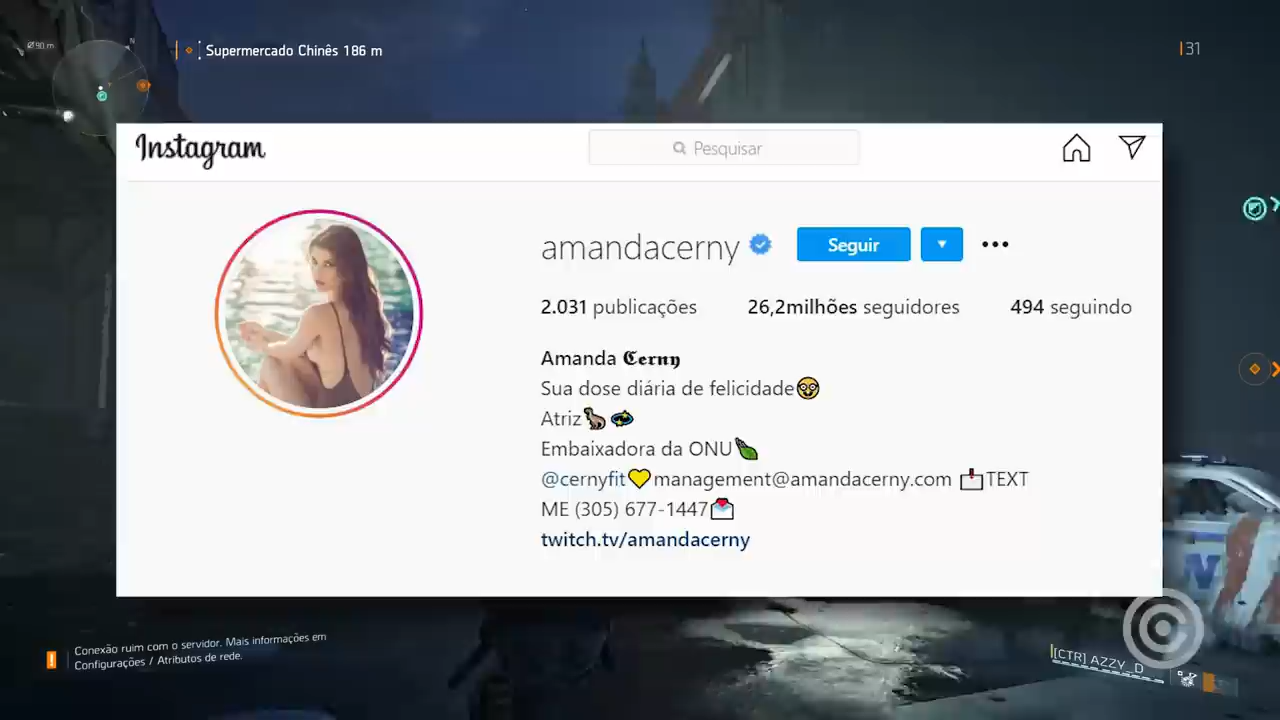 90 m
N
Supermercado Chinês 186 m
31
Instagram
Pesquisar
amandacerny
Seguir
2.031 publicações 26,2milhões seguidores 494 seguindo
Amanda 𝕮𝖊𝖗𝖓𝖞
Sua dose diária de felicidade🥸
Atriz🦕💫
Embaixadora da ONU🍃
@cernyfit💛management@amandacerny.com 📩TEXT
ME (305) 677-1447💌
twitch.tv/amandacerny
Conexão ruim com o servidor. Mais informações em
Configurações / Atributos de rede.
[CTR] AZZY_D